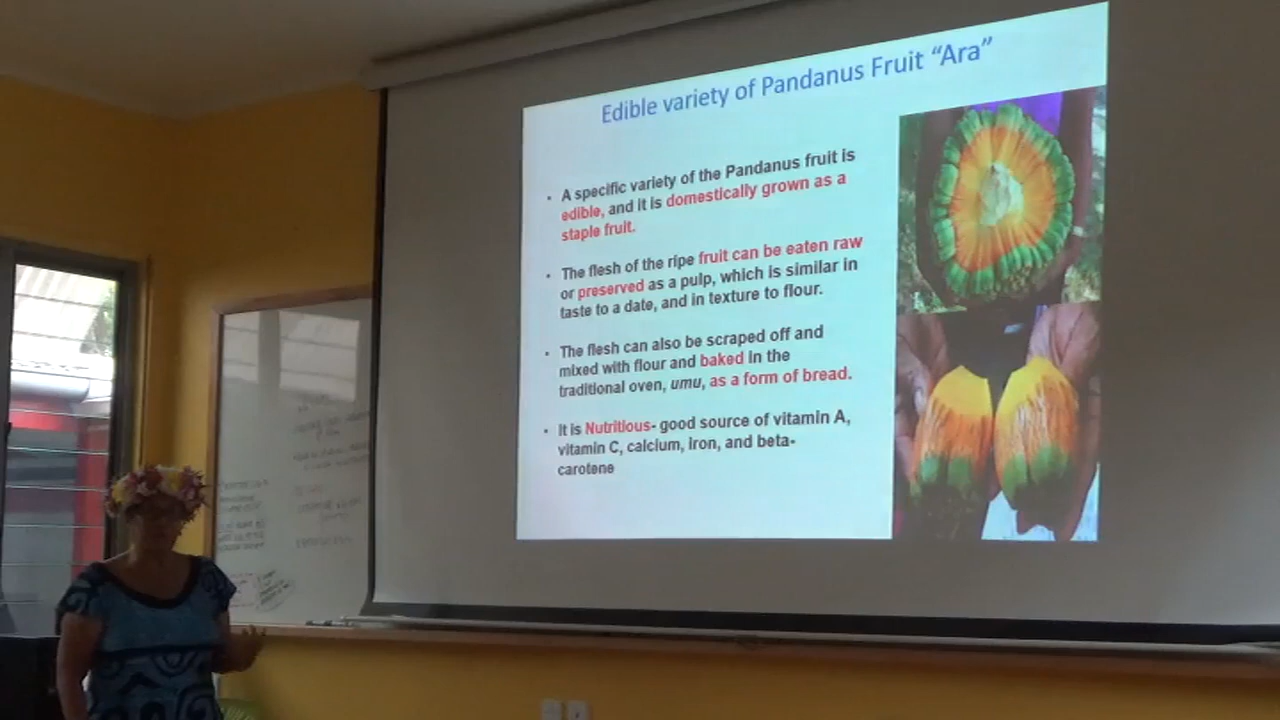 Edible variety of Pandanus Fruit “Ara”
• A specific variety of the Pandanus fruit is
edible, and it is domestically grown as a
staple fruit.
• The flesh of the ripe fruit can be eaten raw
or preserved as a pulp, which is similar in
taste to a date, and in texture to flour.
• The flesh can also be scraped off and
mixed with flour and baked in the
traditional oven, umu, as a form of bread.
• It is Nutritious- good source of vitamin A,
vitamin C, calcium, iron, and beta-
carotene